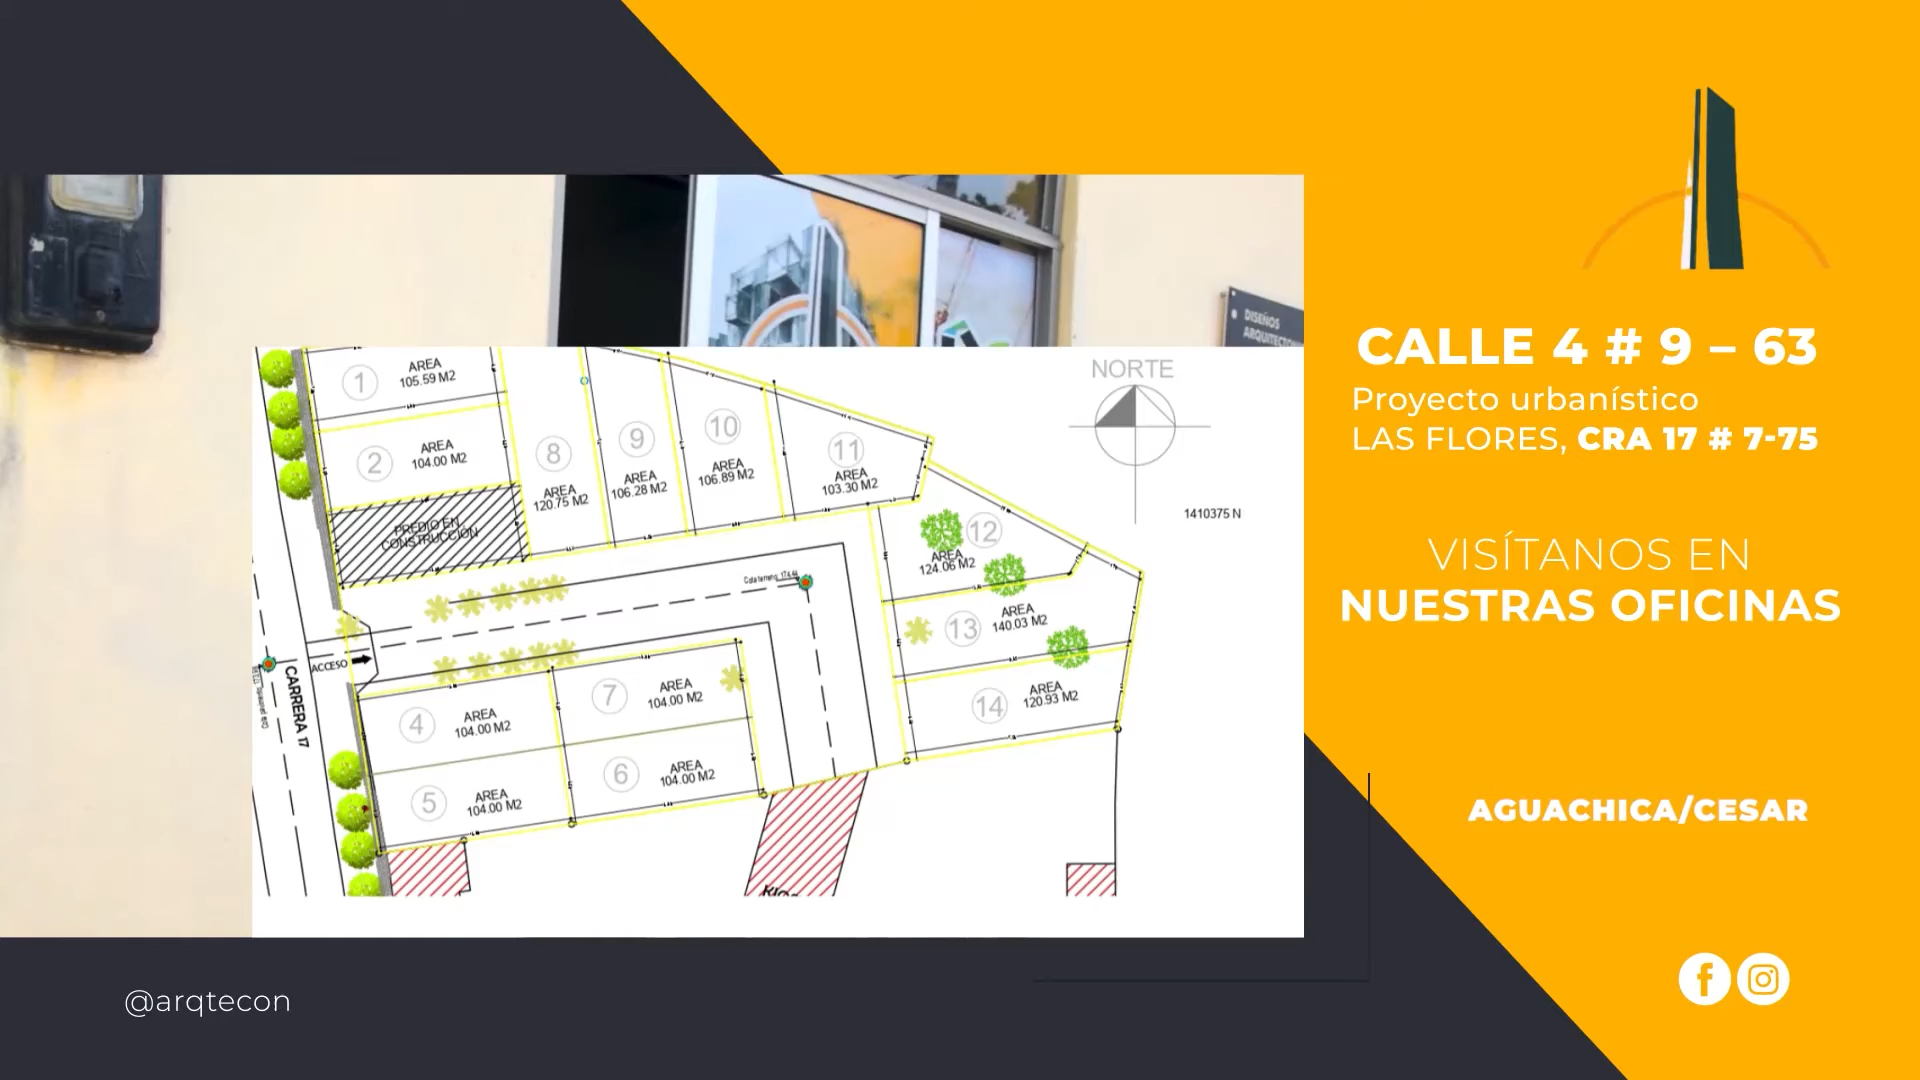 DISEÑOS
CALLE 4 # 9 – 63
Proyecto urbanístico
LAS FLORES, CRA 17 # 7-75
VISÍTANOS EN
NUESTRAS OFICINAS
AGUACHICA/CESAR
@arqtecon
NORTE
1410375 N
1
AREA
105.59 M2
2
AREA
104.00 M2
PREDIO EN
CONSTRUCCIÓN
8
AREA
120.75 M2
9
AREA
106.28 M2
10
AREA
106.89 M2
11
AREA
103.30 M2
12
AREA
124.06 M2
13
AREA
140.03 M2
14
AREA
120.93 M2
ACCESO
CARRERA 17
4
AREA
104.00 M2
7
AREA
104.00 M2
5
AREA
104.00 M2
6
AREA
104.00 M2